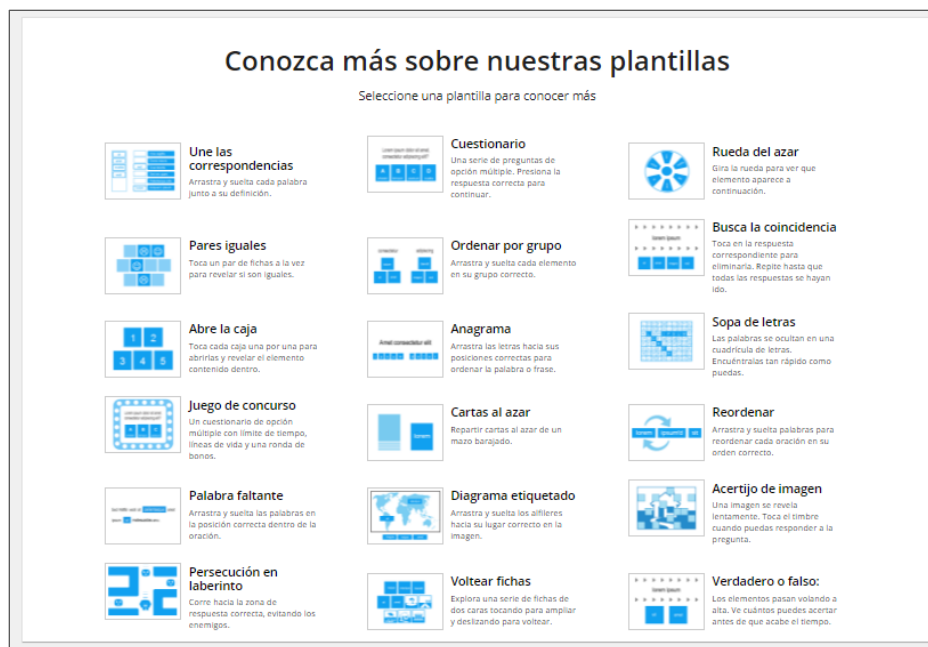 Conozca más sobre nuestras plantillas
Seleccione una plantilla para conocer más
Une las
correspondencias
Arrastra y suelta cada palabra
junto a su definición.
Cuestionario
Una serie de preguntas de
opción múltiple. Presiona la
respuesta correcta para
continuar.
Rueda del azar
Gira la rueda para ver que
elemento aparece a
continuación.
Pares iguales
Toca un par de fichas a la vez
para revelar si son iguales.
Ordenar por grupo
Arrastra y suelta cada elemento
en su grupo correcto.
Busca la coincidencia
Toca en la respuesta
correspondiente para
eliminarla. Repite hasta que
todas las respuestas se hayan
ido.
Abre la caja
Toca cada caja una por una para
abrirlas y revelar el elemento
contenido dentro.
1 2
3 4 5
Anagrama
Arrastra las letras hacia sus
posiciones correctas para
ordenar la palabra o frase.
Sopa de letras
Las palabras se ocultan en una
cuadrícula de letras.
Encuéntralas tan rápido como
puedas.
Juego de concurso
Un cuestionario de opción
múltiple con límite de tiempo,
líneas de vida y una ronda de
bonos.
Cartas al azar
Repartir cartas al azar de un
mazo barajado.
Reordenar
Arrastra y suelta palabras para
reordenar cada oración en su
orden correcto.
Palabra faltante
Arrastra y suelta las palabras en
la posición correcta dentro de la
oración.
Diagrama etiquetado
Arrastra y suelta los alfileres
hacia su lugar correcto en la
imagen.
Acertijo de imagen
Una imagen se revela
lentamente. Toca el timbre
cuando puedas responder a la
pregunta.
Persecución en
laberinto
Corre hacia la zona de
respuesta correcta, evitando los
enemigos.
Voltear fichas
Explora una serie de fichas de
dos caras tocando para ampliar
y deslizando para voltear.
Verdadero o falso:
Los elementos pasan volando a
alta. Ve cuántos puedes acertar
antes de que acabe el tiempo.